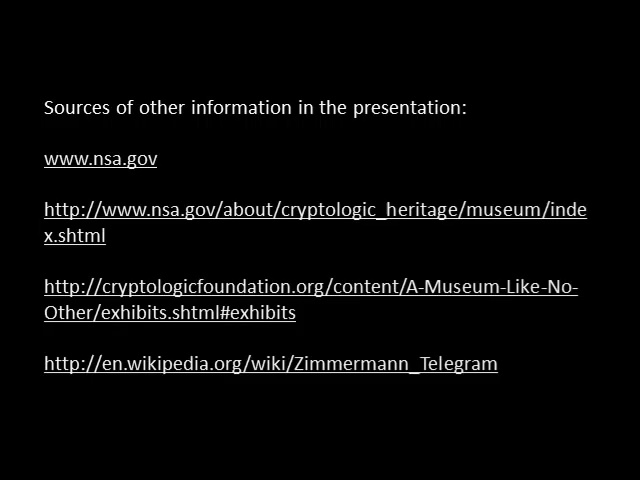 Sources of other information in the presentation:
www.nsa.gov
http://www.nsa.gov/about/cryptologic_heritage/museum/inde
x.shtml
http://cryptologicfoundation.org/content/A-Museum-Like-No-
Other/exhibits.shtml#exhibits
http://en.wikipedia.org/wiki/Zimmermann_Telegram